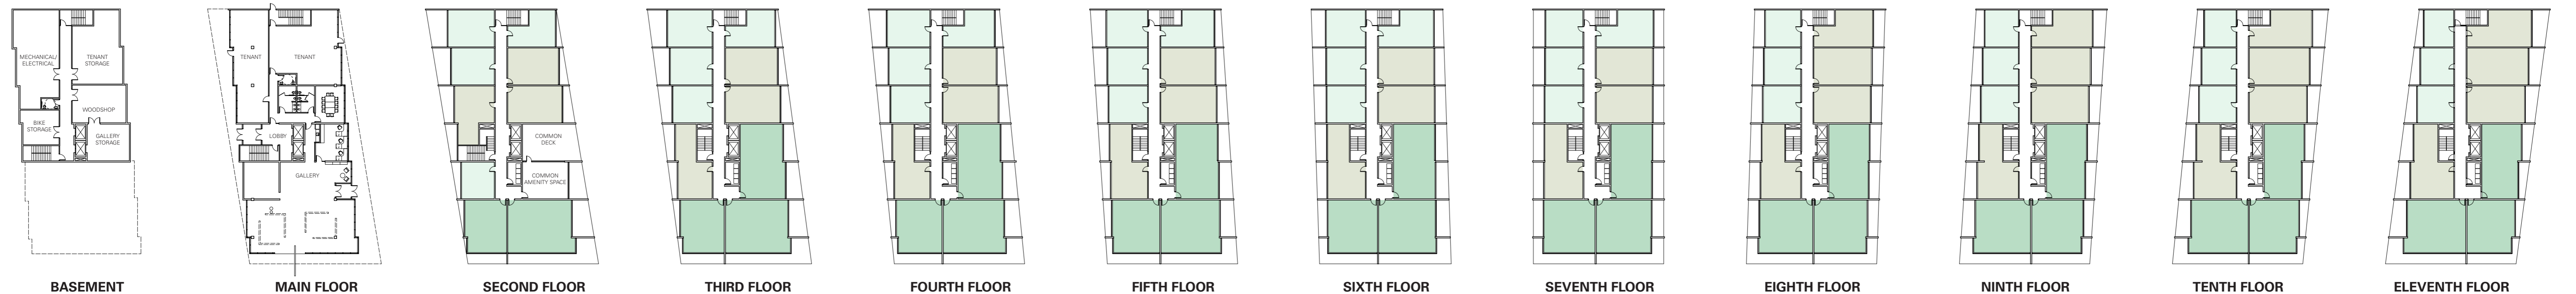 MECHANICAL/
ELECTRICAL
TENANT
STORAGE
WOODSHOP
BIKE
STORAGE
GALLERY
STORAGE
BASEMENT
TENANT
TENANT
LOBBY
GALLERY
MAIN FLOOR
COMMON
DECK
COMMON
AMENITY SPACE
SECOND FLOOR
THIRD FLOOR
FOURTH FLOOR
FIFTH FLOOR
SIXTH FLOOR
SEVENTH FLOOR
EIGHTH FLOOR
NINTH FLOOR
TENTH FLOOR
ELEVENTH FLOOR